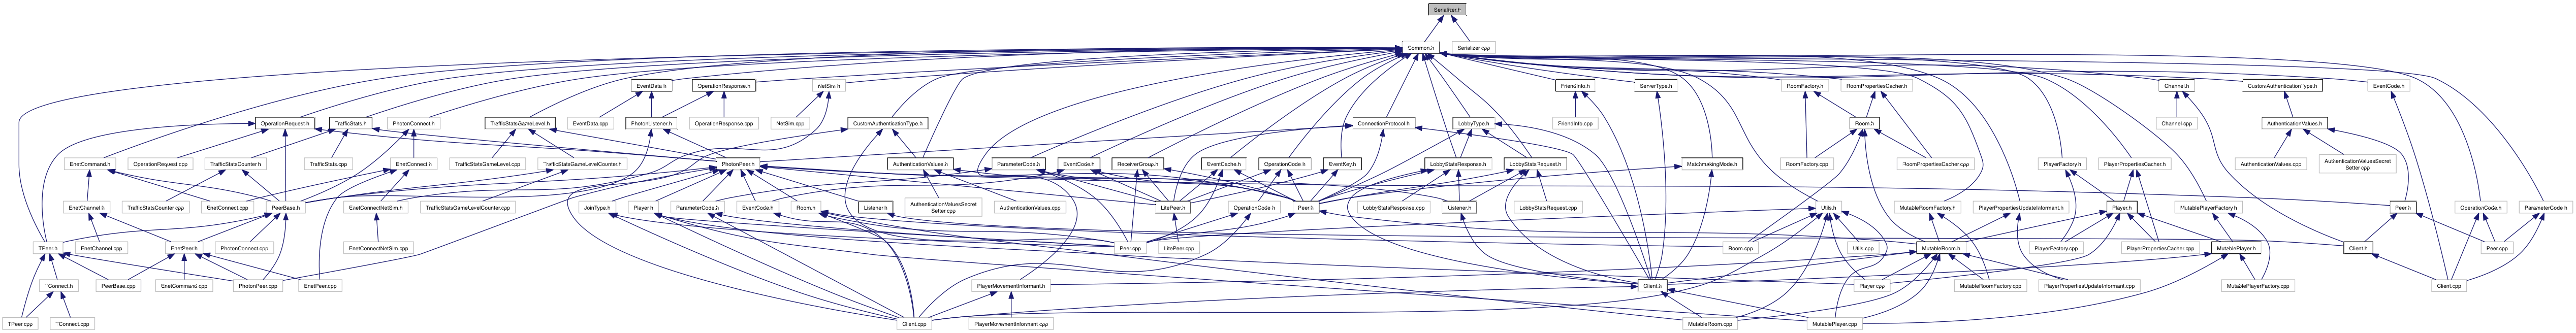 Serializer.h
Common.h
Serializer.cpp
EventData.h
OperationResponse.h
NetSim.h
FriendInfo.h
ServerType.h
RoomFactory.h
RoomPropertiesCacher.h
Channel.h
CustomAuthenticationType.h
EventCode.h
OperationRequest.h
TrafficStats.h
PhotonConnect.h
TrafficStatsGameLevel.h
EventData.cpp
PhotonListener.h
OperationResponse.cpp
NetSim.cpp
CustomAuthenticationType.h
ConnectionProtocol.h
LobbyType.h
FriendInfo.cpp
Room.h
Channel.cpp
AuthenticationValues.h
EnetCommand.h
OperationRequest.cpp
TrafficStatsCounter.h
TrafficStats.cpp
EnetConnect.h
TrafficStatsGameLevel.cpp
TrafficStatsGameLevelCounter.h
PhotonPeer.h
AuthenticationValues.h
ParameterCode.h
EventCode.h
ReceiverGroup.h
EventCache.h
OperationCode.h
EventKey.h
LobbyStatsResponse.h
LobbyStatsRequest.h
MatchmakingMode.h
RoomFactory.cpp
RoomPropertiesCacher.cpp
PlayerFactory.h
PlayerPropertiesCacher.h
AuthenticationValues.cpp
AuthenticationValuesSecret
Setter.cpp
EnetChannel.h
TrafficStatsCounter.cpp
EnetConnect.cpp
PeerBase.h
EnetConnectNetSim.h
TrafficStatsGameLevelCounter.cpp
JoinType.h
Player.h
ParameterCode.h
EventCode.h
Room.h
Listener.h
AuthenticationValuesSecret
Setter.cpp
AuthenticationValues.cpp
LitePeer.h
OperationCode.h
Peer.h
LobbyStatsResponse.cpp
Listener.h
LobbyStatsRequest.cpp
Utils.h
MutableRoomFactory.h
PlayerPropertiesUpdateInformant.h
Player.h
MutablePlayerFactory.h
Peer.h
OperationCode.h
ParameterCode.h
TPeer.h
EnetChannel.cpp
EnetPeer.h
PhotonConnect.cpp
EnetConnectNetSim.cpp
Peer.cpp
LitePeer.cpp
Room.cpp
Utils.cpp
MutableRoom.h
PlayerFactory.cpp
PlayerPropertiesCacher.cpp
MutablePlayer.h
Client.h
Peer.cpp
TConnect.h
PeerBase.cpp
EnetCommand.cpp
PhotonPeer.cpp
EnetPeer.cpp
PlayerMovementInformant.h
Client.h
Player.cpp
MutableRoomFactory.cpp
PlayerPropertiesUpdateInformant.cpp
MutablePlayerFactory.cpp
Client.cpp
TPeer.cpp
TConnect.cpp
Client.cpp
PlayerMovementInformant.cpp
MutableRoom.cpp
MutablePlayer.cpp